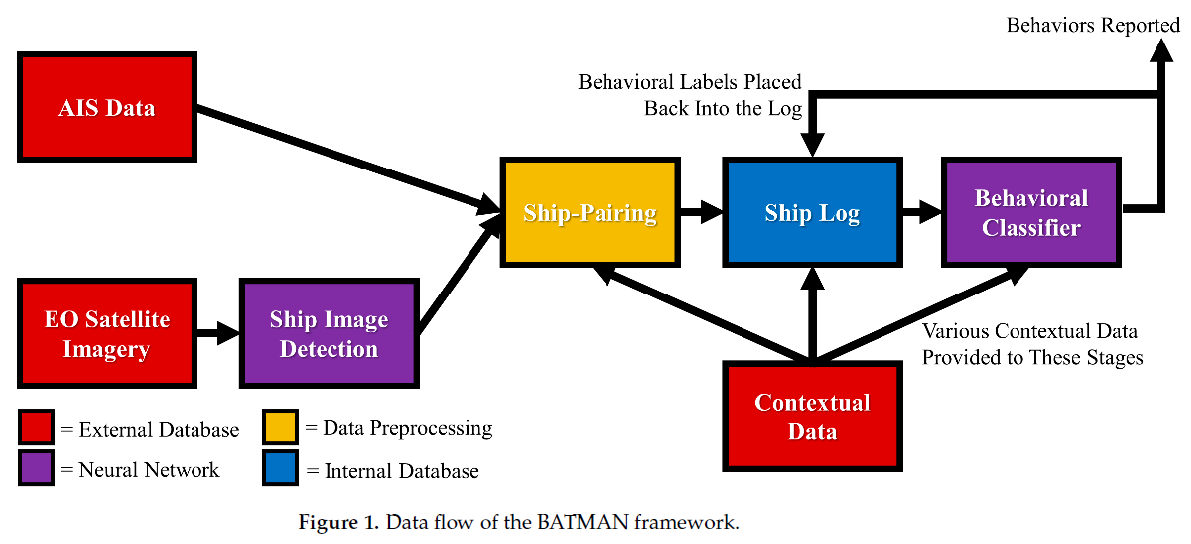 Behaviors Reported
AIS Data
Behavioral Labels Placed
Back Into the Log
Ship-Pairing
Ship Log
Behavioral
Classifier
EO Satellite
Imagery
Ship Image
Detection
Various Contextual Data
Provided to These Stages
Contextual
Data
= External Database
= Data Preprocessing
= Neural Network
= Internal Database
Figure 1. Data flow of the BATMAN framework.